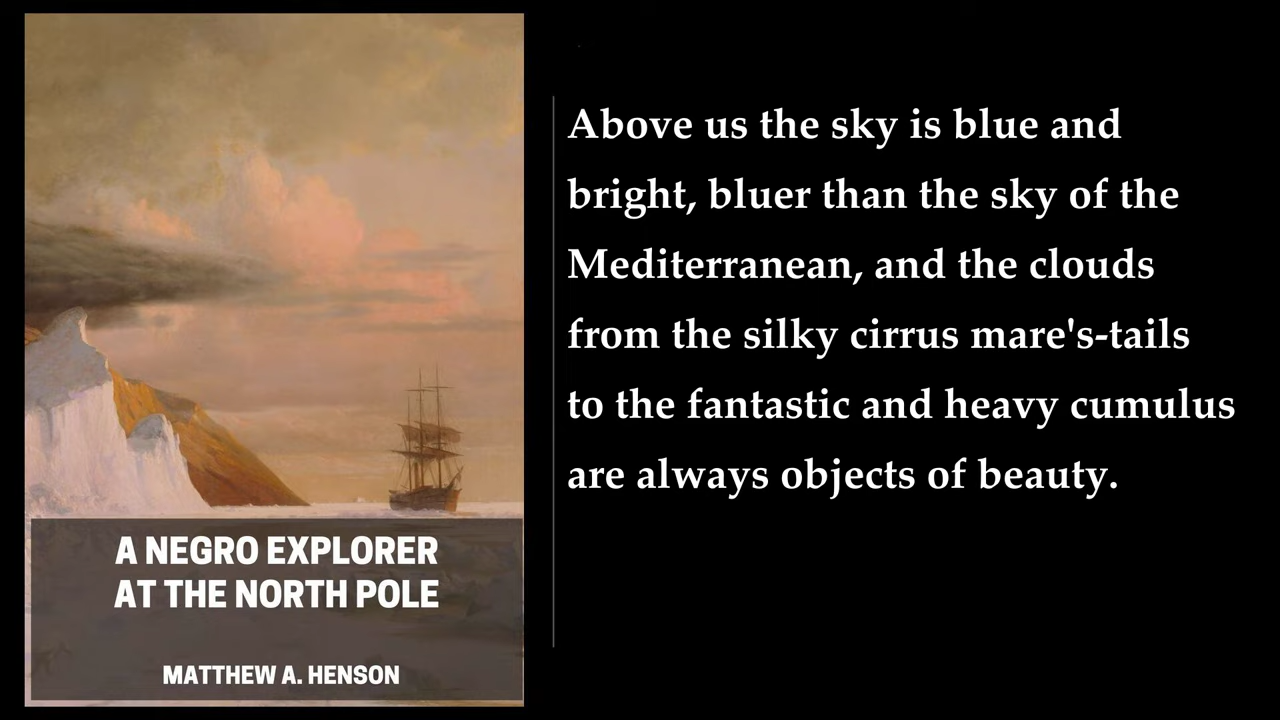 A NEGRO EXPLORER
AT THE NORTH POLE
MATTHEW A. HENSON
Above us the sky is blue and
bright, bluer than the sky of the
Mediterranean, and the clouds
from the silky cirrus mare's-tails
to the fantastic and heavy cumulus
are always objects of beauty.